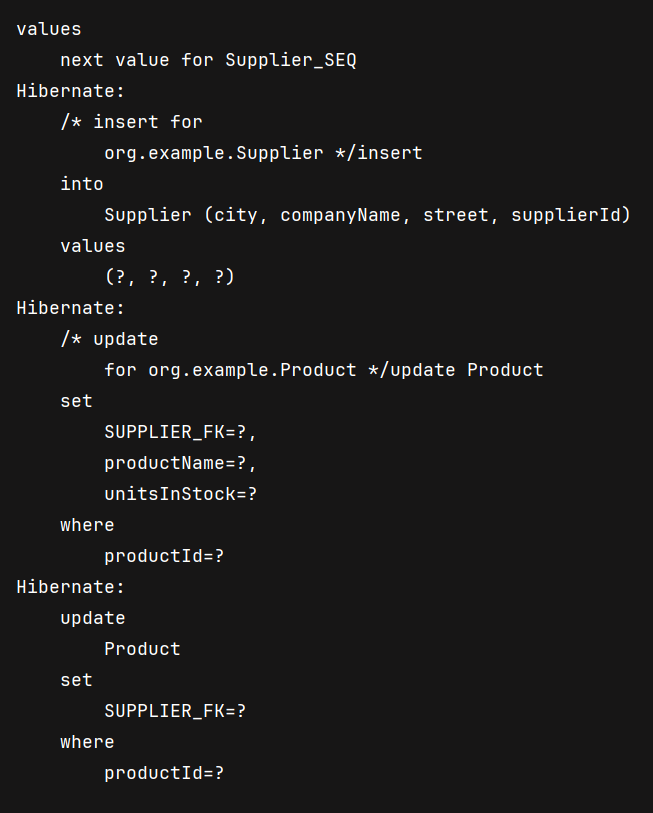 values
    next value for Supplier_SEQ
Hibernate:
    /* insert for
        org.example.Supplier */insert
    into
        Supplier (city, companyName, street, supplierId)
    values
        (?, ?, ?, ?)
Hibernate:
    /* update
        for org.example.Product */update Product
    set
        SUPPLIER_FK=?,
        productName=?,
        unitsInStock=?
    where
        productId=?
Hibernate:
    update
        Product
    set
        SUPPLIER_FK=?
    where
        productId=?